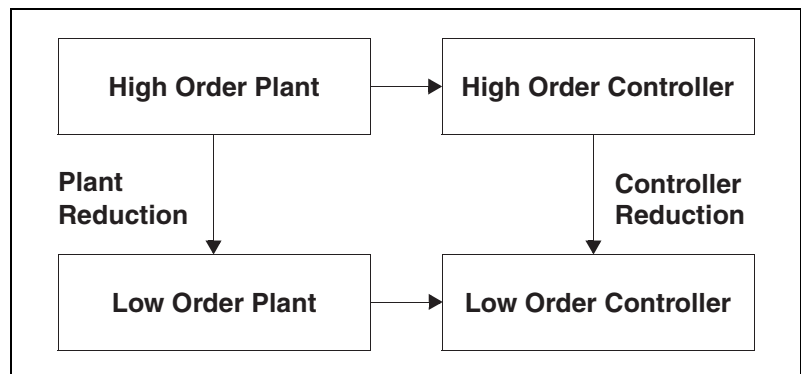 High Order Plant
High Order Controller
Plant
Reduction
Controller
Reduction
Low Order Plant
Low Order Controller